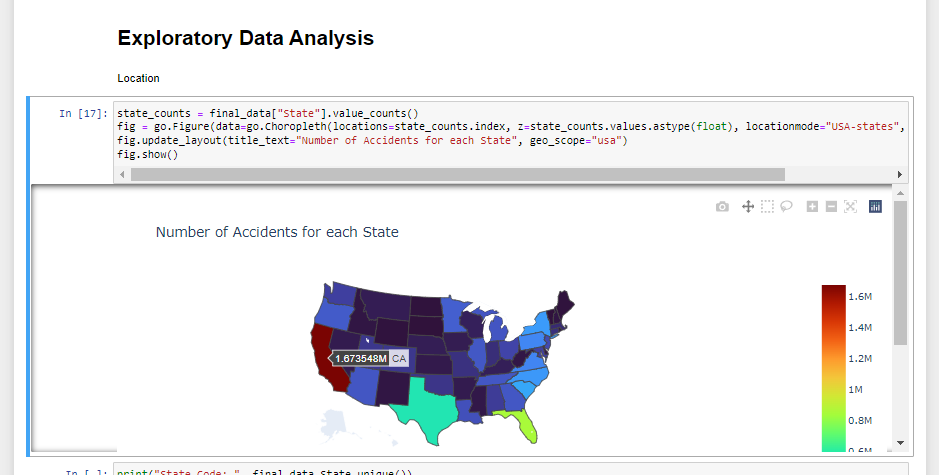 Exploratory Data Analysis
Location
In [17]:
state_counts = final_data["State"].value_counts()
fig = go.Figure(data=go.Choropleth(locations=state_counts.index, z=state_counts.values.astype(float), locationmode="USA-states",
fig.update_layout(title_text="Number of Accidents for each State", geo_scope="usa")
fig.show()
Number of Accidents for each State
1.673548M CA
1.6M
1.4M
1.2M
1M
0.8M
0.6M
In [ ]:
print("State Code: ", final_data.State.unique())